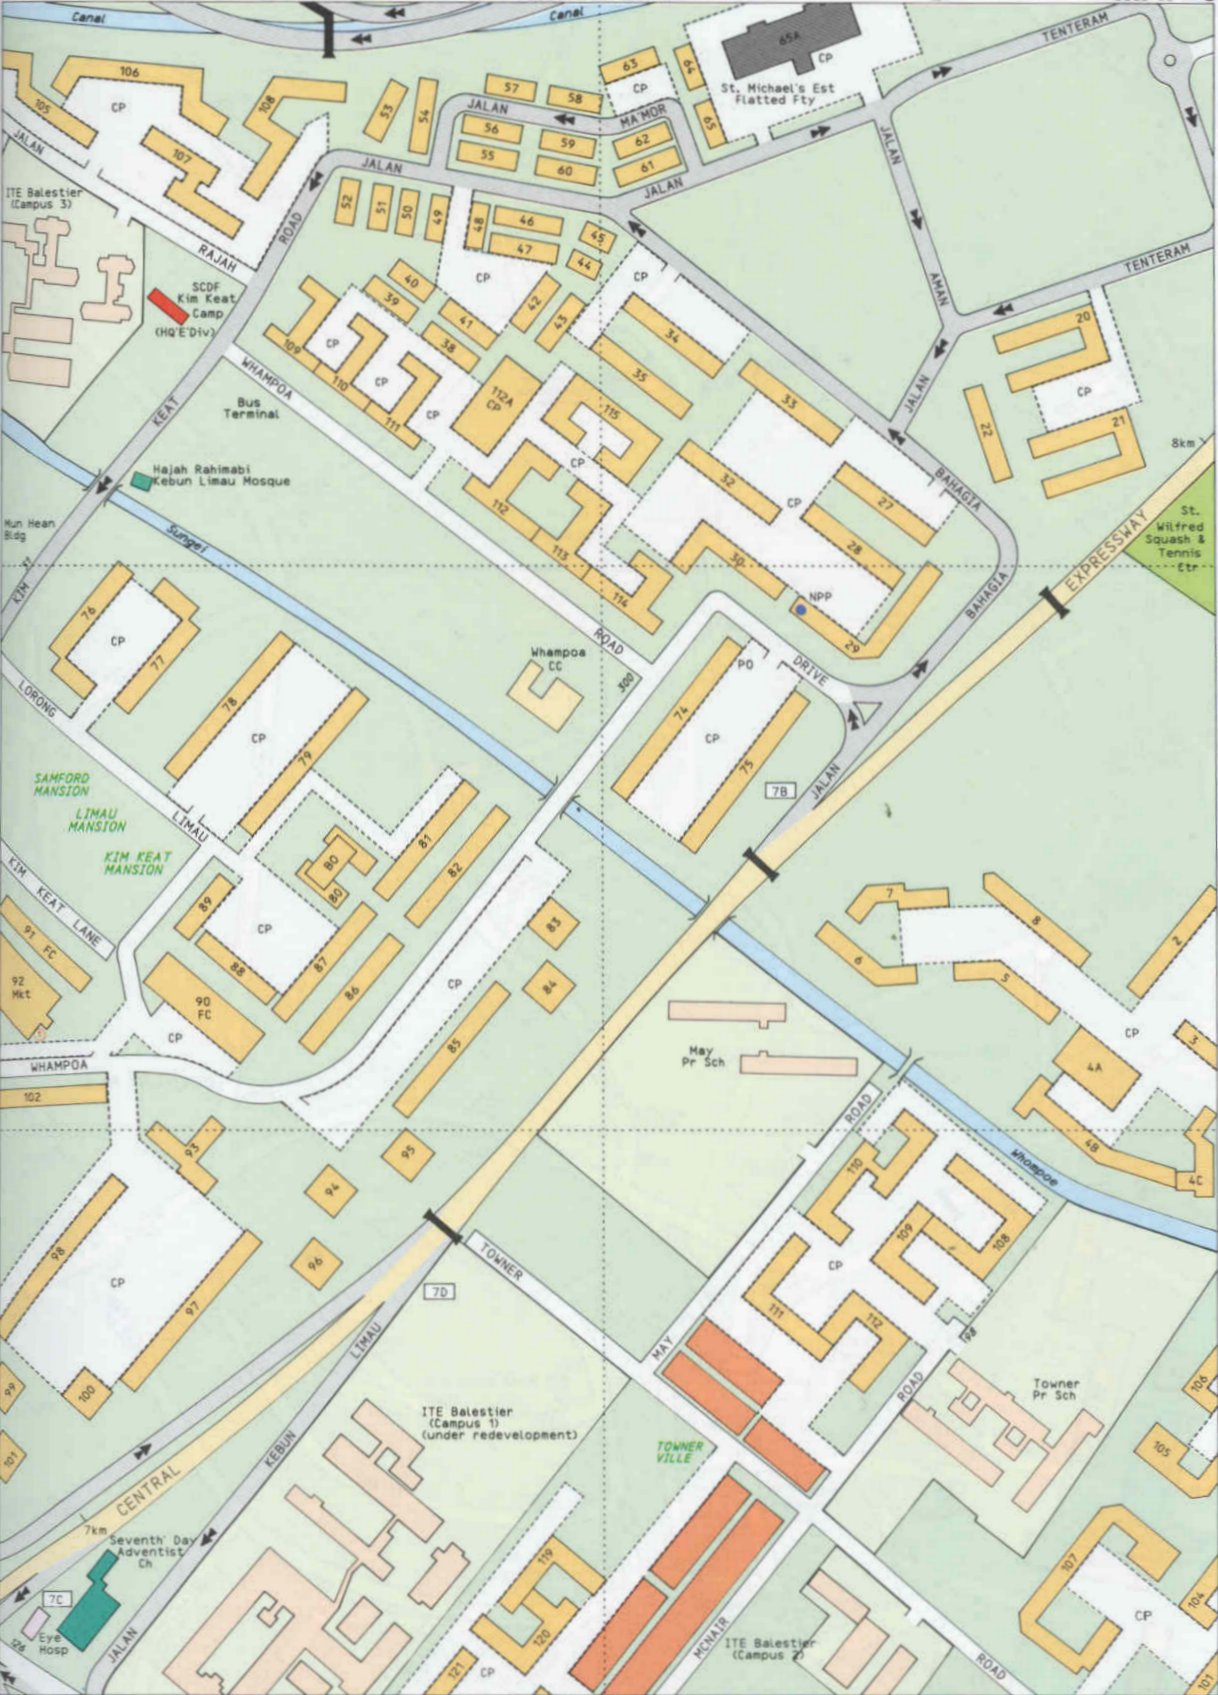 Canal
Canal
65A
CP
TENTERAM
63
64
CP
St. Michael's Est
Flatted Fty
65
106
105
CP
108
107
53
54
57
58
JALAN
MA'MOR
56
59
62
55
60
61
JALAN
JALAN
JALAN
JALAN
ITE Balestier
(Campus 3)
RAJAH
ROAD
52
51
50
49
48
46
47
45
44
CP
CP
AMAN
TENTERAM
SCDF
Kim Keat
Camp
(HQ'E'Div)
40
39
41
38
42
43
34
35
20
CP
21
22
JALAN
109
CP
110
CP
111
CP
112A
CP
115
33
WHAMPOA
Bus
Terminal
KEAT
8km
Hajah Rahimabi
Kebun Limau Mosque
CP
32
CP
27
28
BAHAGIA
112
113
114
30
St.
Wilfred
Squash &
Tennis
Ctr
EXPRESSWAY
Mun Hean
Bldg
Sungei
KIM
NPP
29
BAHAGIA
76
CP
77
ROAD
Whampoa
CC
300
PO
DRIVE
LORONG
78
CP
79
74
CP
75
7B
JALAN
SAMFORD
MANSION
LIMAU
MANSION
KIM KEAT
MANSION
LIMAU
KIM KEAT LANE
80
80
81
82
89
CP
88
87
86
83
84
CP
85
91 FC
92
Mkt
90
FC
CP
WHAMPOA
102
7
8
6
5
2
CP
3
4A
4B
4C
May
Pr Sch
ROAD
Whompoe
93
95
94
96
98
CP
97
99
100
101
110
109
108
CP
111
112
TOWNER
7D
LIMAU
MAY
198
ROAD
Towner
Pr Sch
106
105
ITE Balestier
(Campus 1)
(under redevelopment)
TOWNER
VILLE
KEBUN
CENTRAL
7km
Seventh Day
Adventist
Ch
7C
Eye
Hosp
126
JALAN
119
120
121
CP
MCNAIR
ITE Balestier
(Campus 2)
ROAD
107
CP
104
101